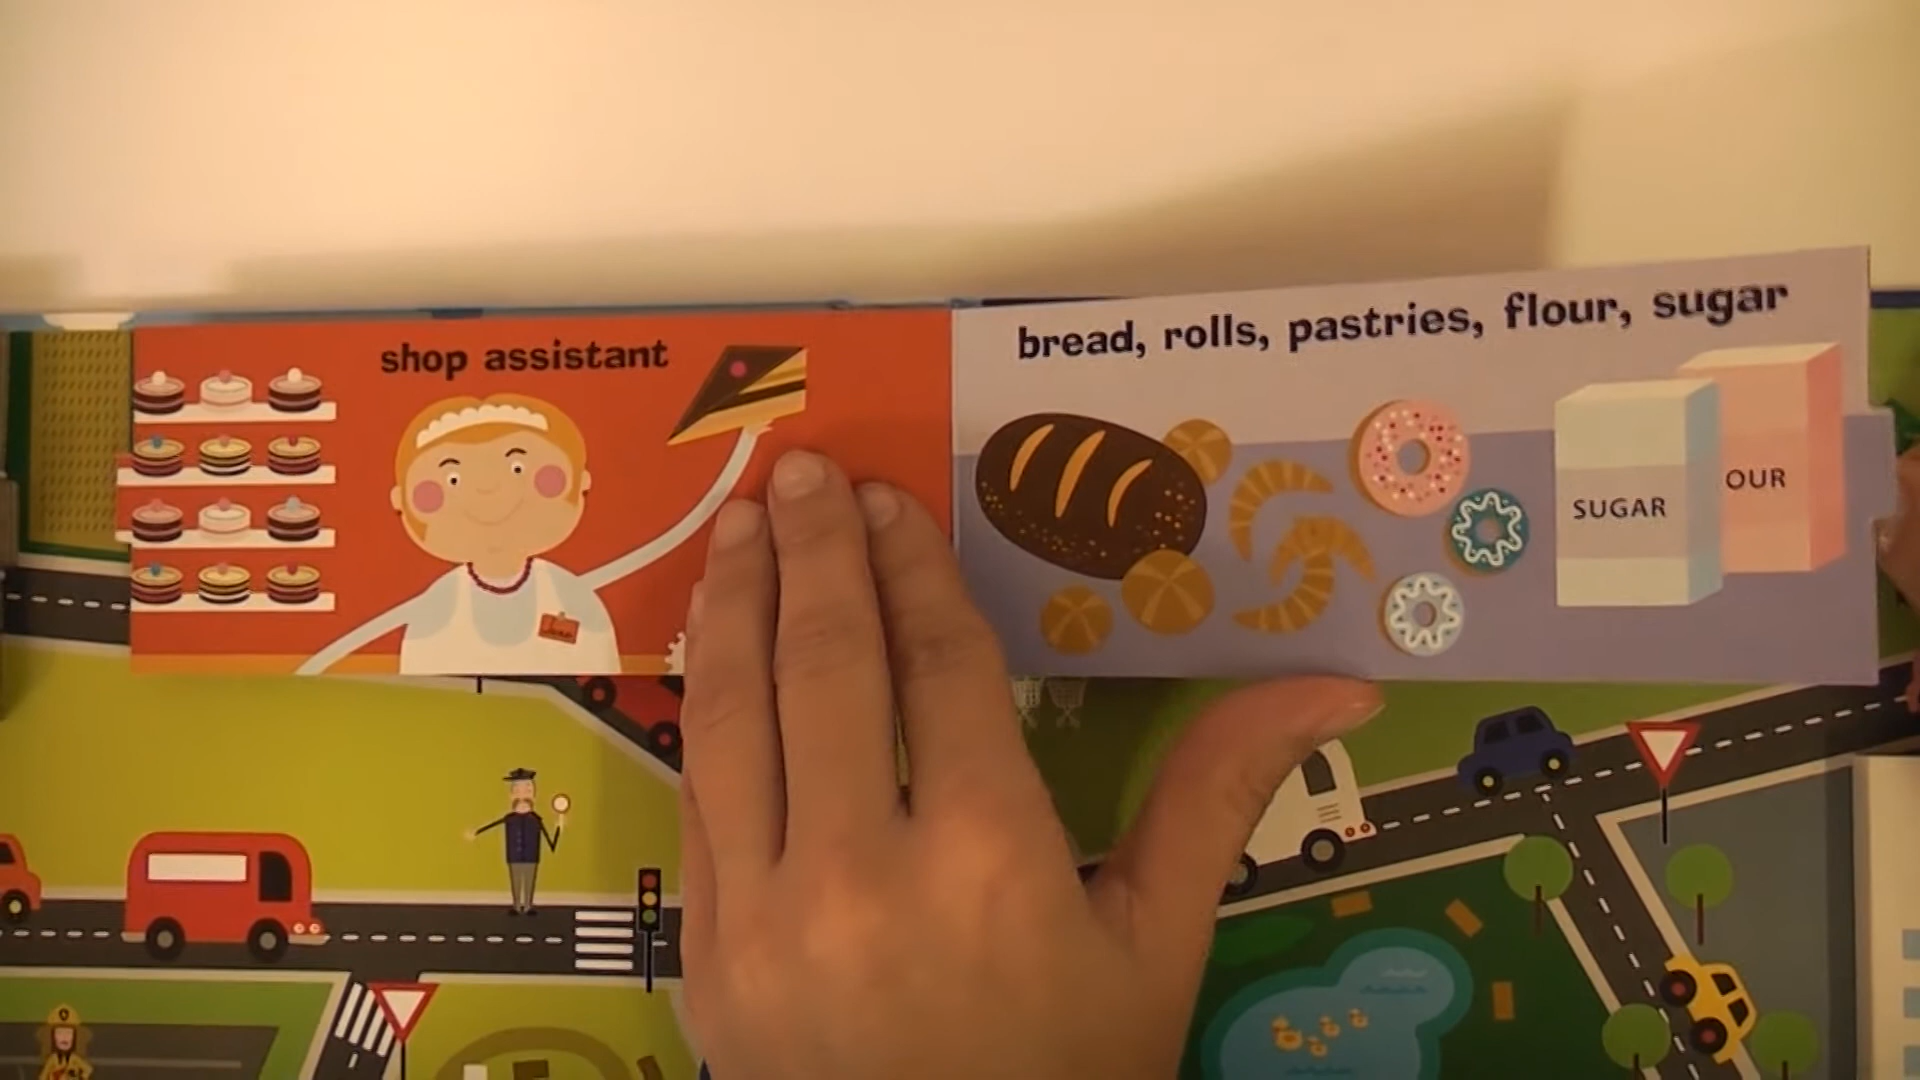 shop assistant
bread, rolls, pastries, flour, sugar
SUGAR
OUR